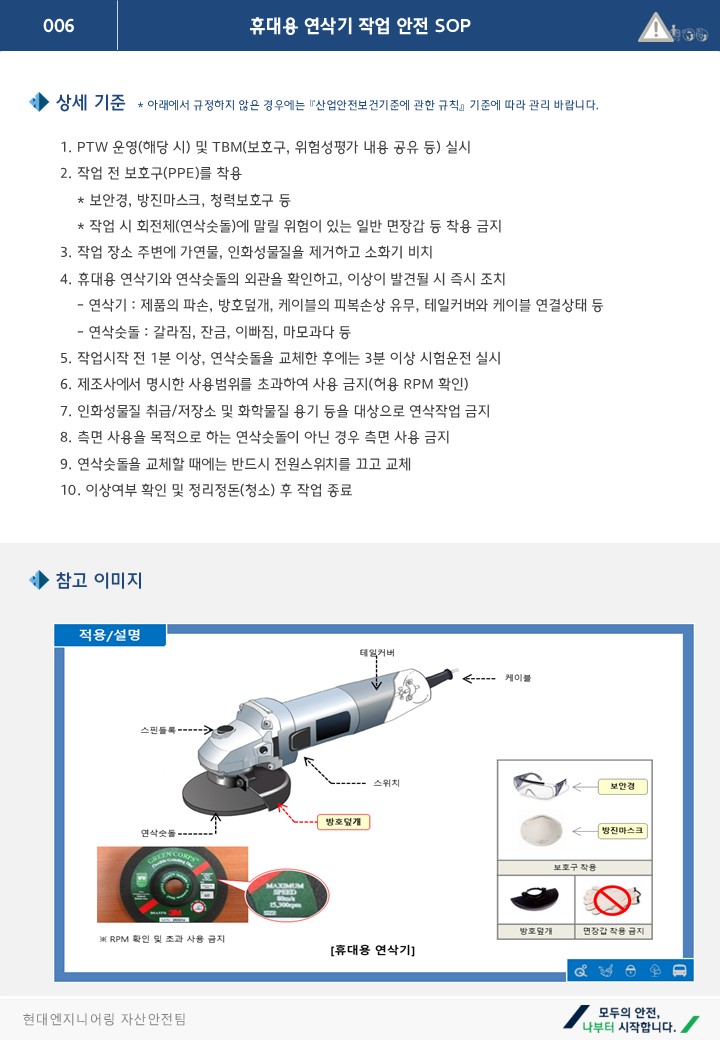 006
휴대용 연삭기 작업 안전 SOP
상세 기준 * 아래에서 규정하지 않은 경우에는 『산업안전보건기준에 관한 규칙』 기준에 따라 관리 바랍니다.
1. PTW 운영(해당 시) 및 TBM(보호구, 위험성평가 내용 공유 등) 실시
2. 작업 전 보호구(PPE)를 착용
* 보안경, 방진마스크, 청력보호구 등
* 작업 시 회전체(연삭숫돌)에 말릴 위험이 있는 일반 면장갑 등 착용 금지
3. 작업 장소 주변에 가연물, 인화성물질을 제거하고 소화기 비치
4. 휴대용 연삭기와 연삭숫돌의 외관을 확인하고, 이상이 발견될 시 즉시 조치
- 연삭기 : 제품의 파손, 방호덮개, 케이블의 피복손상 유무, 테일커버와 케이블 연결상태 등
- 연삭숫돌 : 갈라짐, 잔금, 이빠짐, 마모과다 등
5. 작업시작 전 1분 이상, 연삭숫돌을 교체한 후에는 3분 이상 시험운전 실시
6. 제조사에서 명시한 사용범위를 초과하여 사용 금지(허용 RPM 확인)
7. 인화성물질 취급/저장소 및 화학물질 용기 등을 대상으로 연삭작업 금지
8. 측면 사용을 목적으로 하는 연삭숫돌이 아닌 경우 측면 사용 금지
9. 연삭숫돌을 교체할 때에는 반드시 전원스위치를 끄고 교체
10. 이상여부 확인 및 정리정돈(청소) 후 작업 종료
참고 이미지
적용/설명
테일커버
케이블
스핀들록
스위치
방호덮개
연삭숫돌
GREEN CORPS
Flexible Grinding Disc
3M
MAXIMUM
SPEED
80m/s
15,300rpm
※ RPM 확인 및 초과 사용 금지
[휴대용 연삭기]
보안경
방진마스크
보호구 착용
방호덮개
면장갑 착용 금지
현대엔지니어링 자산안전팀
모두의 안전,
나부터 시작합니다.